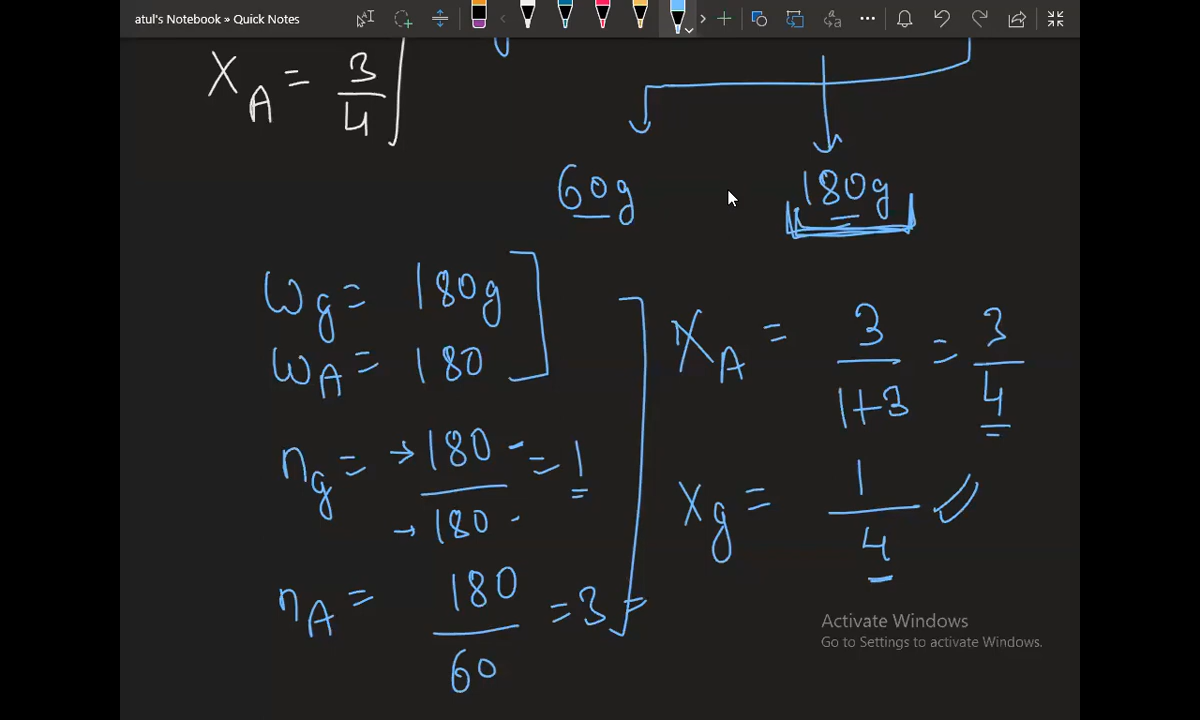 atul's Notebook » Quick Notes
X_A = 3/4
60g 180g
W_g = 180g
W_A = 180
n_g = → 180 / → 180 = 1
n_A = 180/60 = 3
X_A = 3/(1+3) = 3/4
X_g = 1/4 ✓
Activate Windows
Go to Settings to activate Windows.